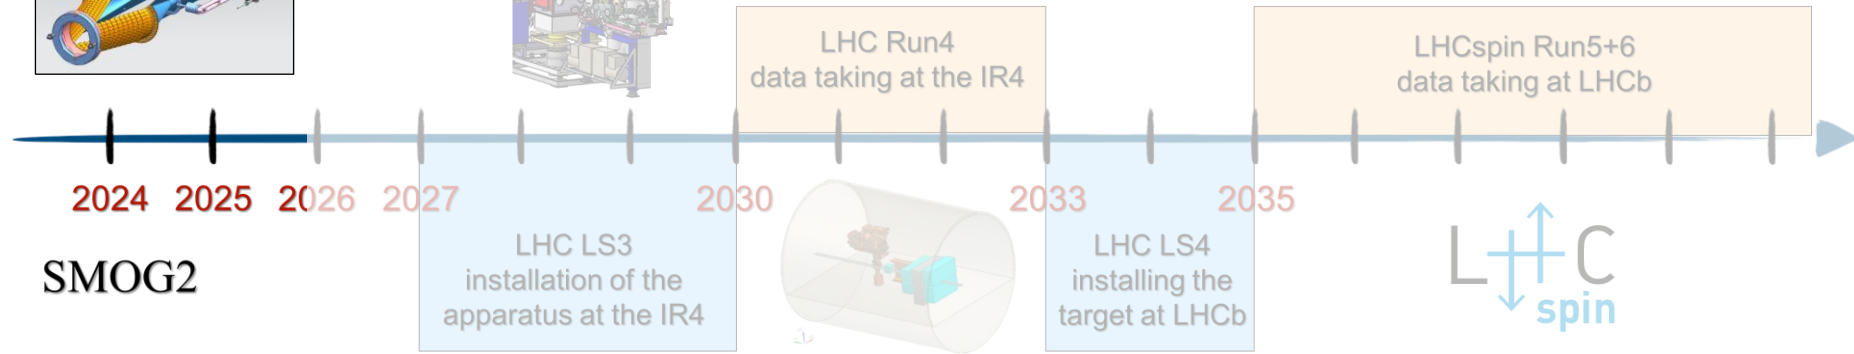 LHC Run4
data taking at the IR4
LHCspin Run5+6
data taking at LHCb
2024 2025 2026 2027 2030 2033 2035
SMOG2
LHC LS3
installation of the
apparatus at the IR4
LHC LS4
installing the
target at LHCb
LHC
spin